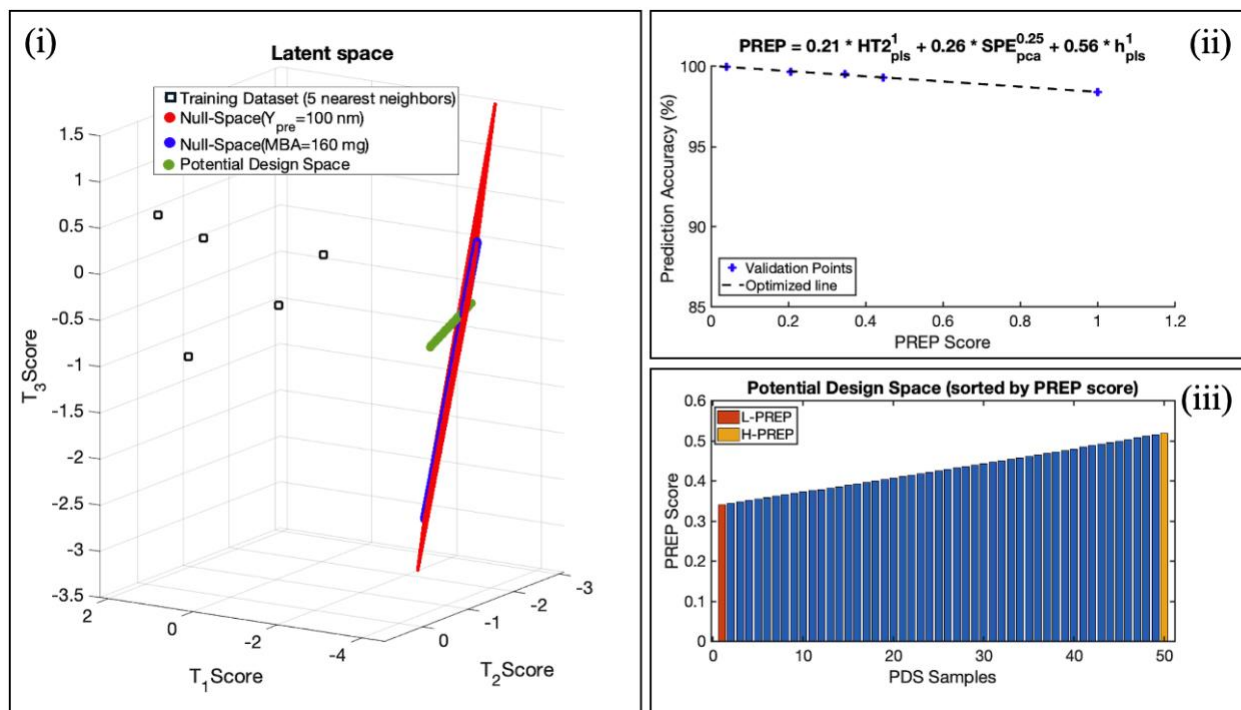 (i)
Latent space
Training Dataset (5 nearest neighbors)
Null-Space(Y_pre=100 nm)
Null-Space(MBA=160 mg)
Potential Design Space
1.5
1
0.5
0
-0.5
-1
-1.5
-2
-2.5
-3
-3.5
T_3Score
2
0
-2
-4
T_1Score
0
-1
-2
-3
T_2Score
(ii)
PREP = 0.21 * HT2^1_pls + 0.26 * SPE^0.25_pca + 0.56 * h^1_pls
100
95
90
85
Prediction Accuracy (%)
Validation Points
Optimized line
0 0.2 0.4 0.6 0.8 1 1.2
PREP Score
(iii)
Potential Design Space (sorted by PREP score)
L-PREP
H-PREP
0.6
0.5
0.4
0.3
0.2
0.1
0
PREP Score
0 10 20 30 40 50
PDS Samples